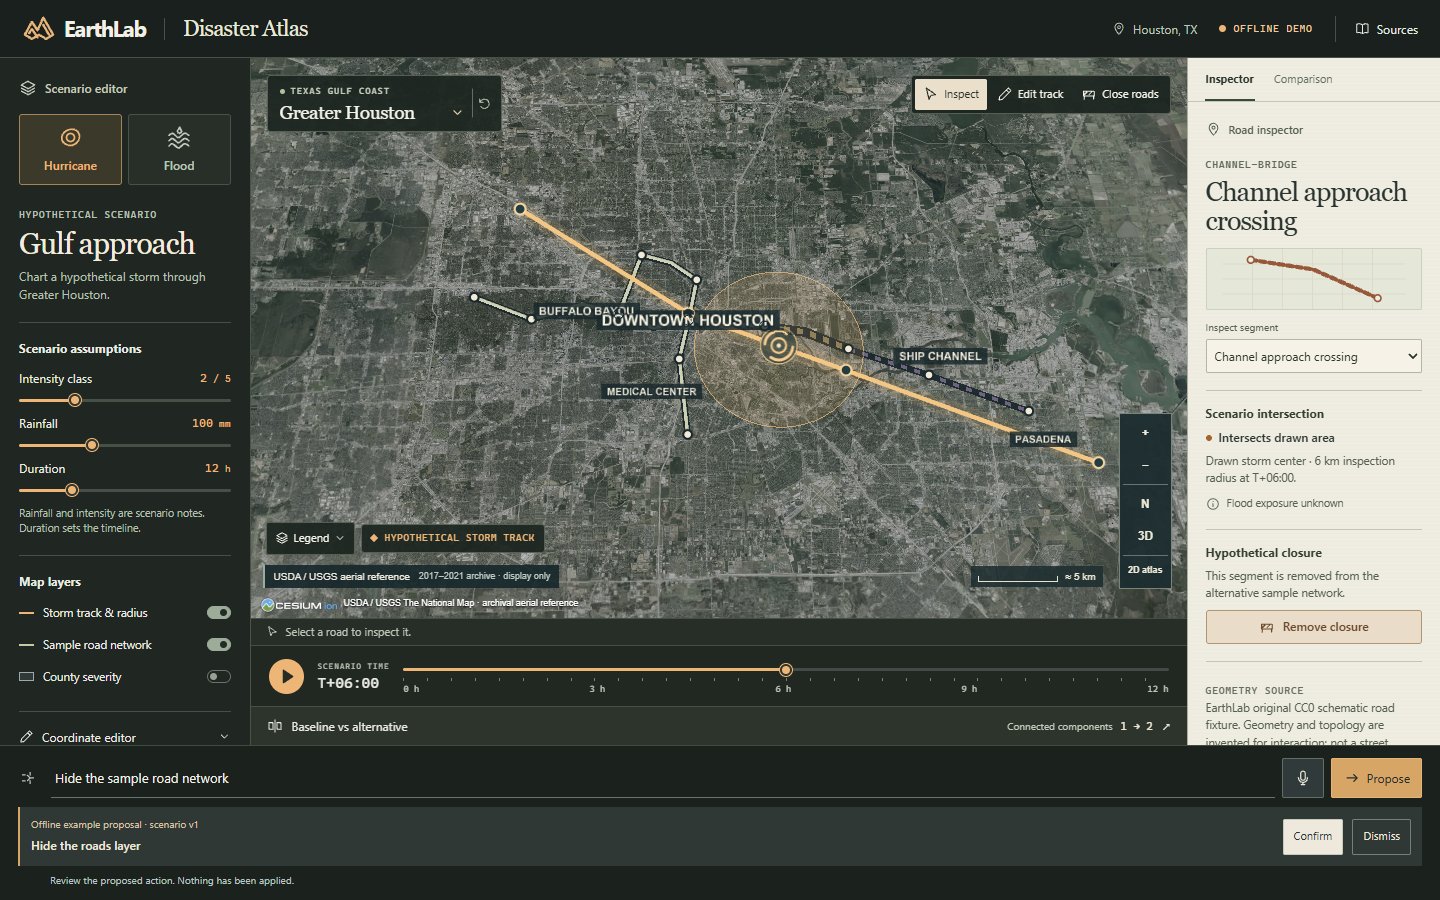 EarthLab
Disaster Atlas
Houston, TX
OFFLINE DEMO
Sources
Scenario editor
Hurricane
Flood
HYPOTHETICAL SCENARIO
Gulf approach
Chart a hypothetical storm through
Greater Houston.
Scenario assumptions
Intensity class 2 / 5
Rainfall 100 mm
Duration 12 h
Rainfall and intensity are scenario notes.
Duration sets the timeline.
Map layers
Storm track & radius
Sample road network
County severity
Coordinate editor
TEXAS GULF COAST
Greater Houston
Inspect
Edit track
Close roads
BUFFALO BAYOU
DOWNTOWN HOUSTON
SHIP CHANNEL
MEDICAL CENTER
PASADENA
+
−
N
3D
2D atlas
Legend
HYPOTHETICAL STORM TRACK
USDA / USGS aerial reference 2017–2021 archive · display only
≈ 5 km
CESIUM ion USDA / USGS The National Map · archival aerial reference
Select a road to inspect it.
SCENARIO TIME
T+06:00
0 h 3 h 6 h 9 h 12 h
Baseline vs alternative
Connected components 1 → 2 ↗
Inspector
Comparison
Road inspector
CHANNEL-BRIDGE
Channel approach
crossing
Inspect segment
Channel approach crossing
Scenario intersection
Intersects drawn area
Drawn storm center · 6 km inspection
radius at T+06:00.
Flood exposure unknown
Hypothetical closure
This segment is removed from the
alternative sample network.
Remove closure
GEOMETRY SOURCE
EarthLab original CC0 schematic road
fixture. Geometry and topology are
invented for interaction; not a street
Hide the sample road network
Propose
Offline example proposal · scenario v1
Hide the roads layer
Confirm
Dismiss
Review the proposed action. Nothing has been applied.